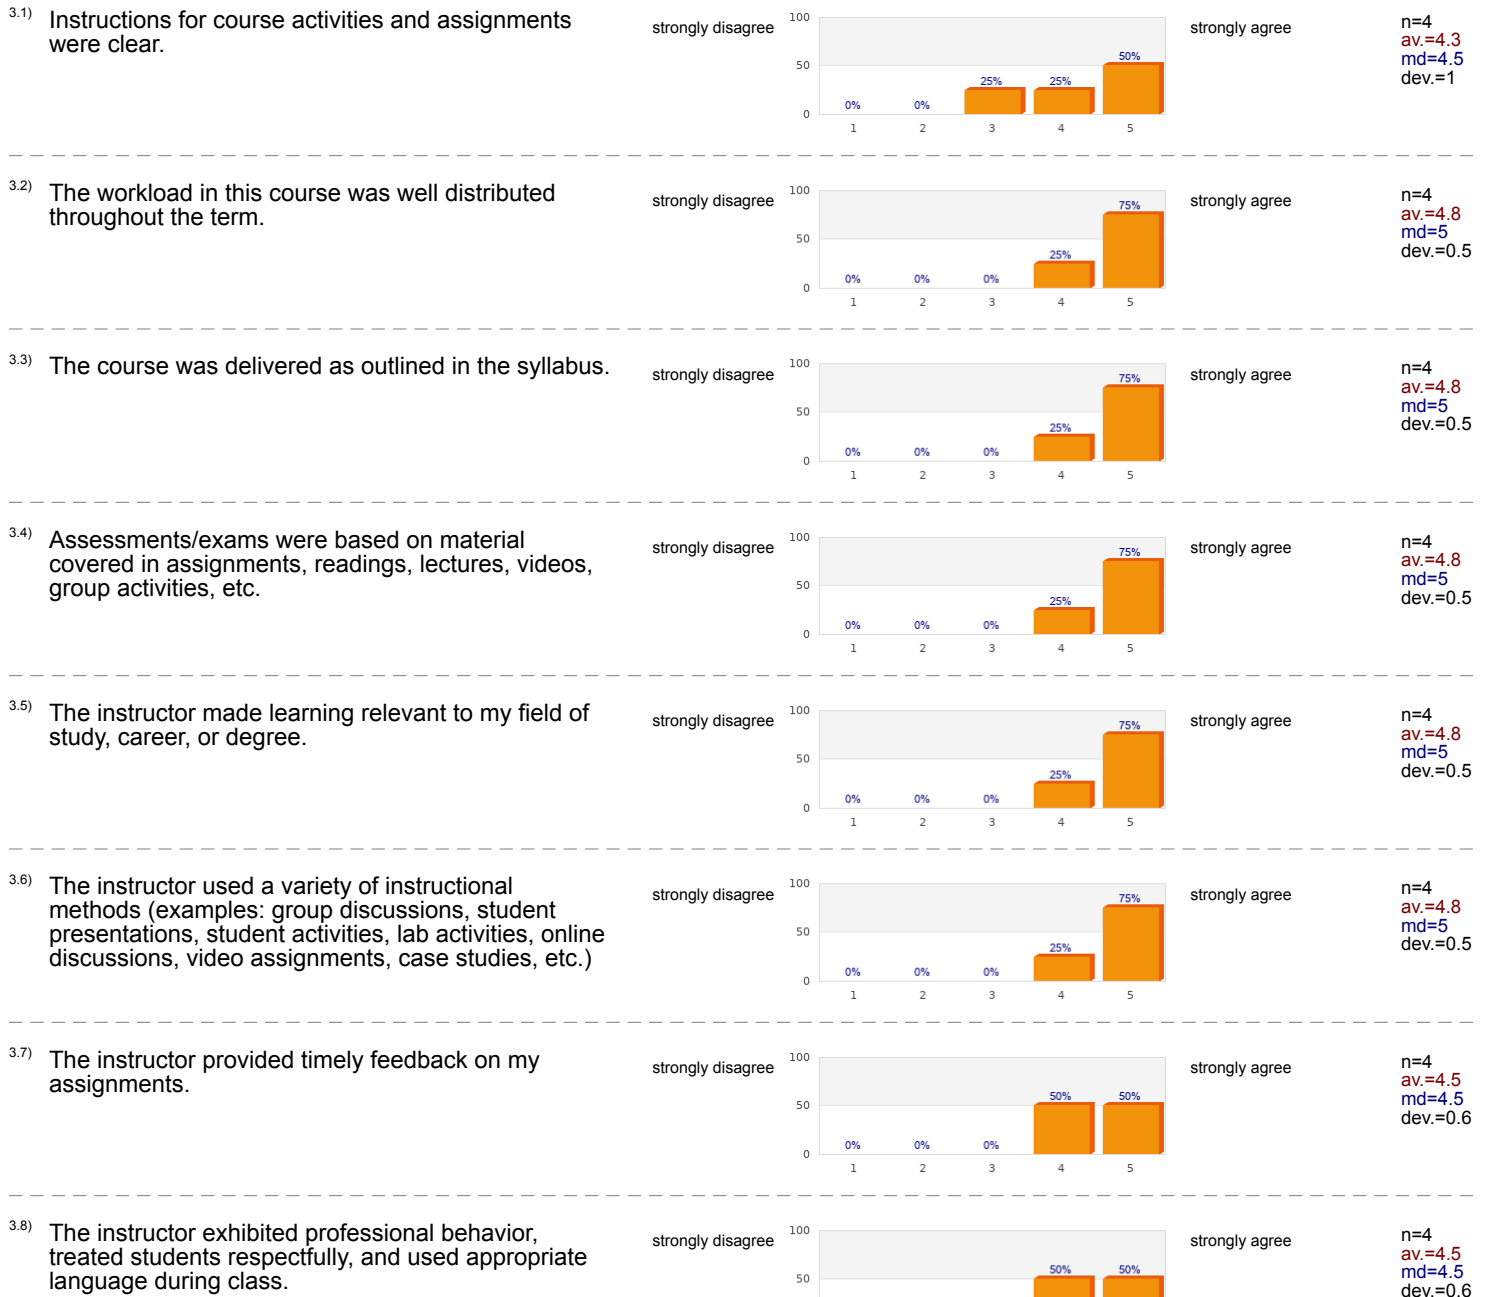 3.1) Instructions for course activities and assignments
were clear.
strongly disagree
100
50
0
0%
0%
25%
25%
50%
1 2 3 4 5
strongly agree
n=4
av.=4.3
md=4.5
dev.=1
3.2) The workload in this course was well distributed
throughout the term.
strongly disagree
100
50
0
0%
0%
0%
25%
75%
1 2 3 4 5
strongly agree
n=4
av.=4.8
md=5
dev.=0.5
3.3) The course was delivered as outlined in the syllabus.
strongly disagree
100
50
0
0%
0%
0%
25%
75%
1 2 3 4 5
strongly agree
n=4
av.=4.8
md=5
dev.=0.5
3.4) Assessments/exams were based on material
covered in assignments, readings, lectures, videos,
group activities, etc.
strongly disagree
100
50
0
0%
0%
0%
25%
75%
1 2 3 4 5
strongly agree
n=4
av.=4.8
md=5
dev.=0.5
3.5) The instructor made learning relevant to my field of
study, career, or degree.
strongly disagree
100
50
0
0%
0%
0%
25%
75%
1 2 3 4 5
strongly agree
n=4
av.=4.8
md=5
dev.=0.5
3.6) The instructor used a variety of instructional
methods (examples: group discussions, student
presentations, student activities, lab activities, online
discussions, video assignments, case studies, etc.)
strongly disagree
100
50
0
0%
0%
0%
25%
75%
1 2 3 4 5
strongly agree
n=4
av.=4.8
md=5
dev.=0.5
3.7) The instructor provided timely feedback on my
assignments.
strongly disagree
100
50
0
0%
0%
0%
50%
50%
1 2 3 4 5
strongly agree
n=4
av.=4.5
md=4.5
dev.=0.6
3.8) The instructor exhibited professional behavior,
treated students respectfully, and used appropriate
language during class.
strongly disagree
100
50
50%
50%
strongly agree
n=4
av.=4.5
md=4.5
dev.=0.6